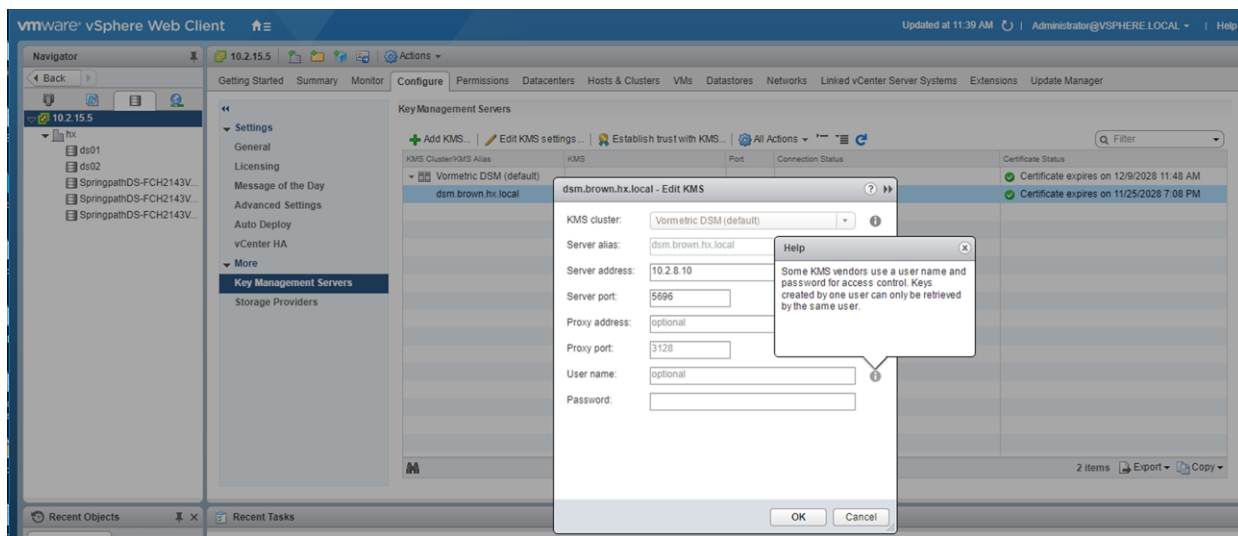 vmware® vSphere Web Client
Updated at 11:39 AM | Administrator@VSPHERE.LOCAL | Help
Navigator
10.2.15.5 | Actions
Back
Getting Started Summary Monitor Configure Permissions Datacenters Hosts & Clusters VMs Datastores Networks Linked vCenter Server Systems Extensions Update Manager
10.2.15.5
hx
ds01
ds02
SpringpathDS-FCH2143V...
SpringpathDS-FCH2143V...
SpringpathDS-FCH2143V...
Settings
General
Licensing
Message of the Day
Advanced Settings
Auto Deploy
vCenter HA
More
Key Management Servers
Storage Providers
Key Management Servers
Add KMS... | Edit KMS settings... | Establish trust with KMS... | All Actions
Filter
KMS Cluster/KMS Alias KMS Port Connection Status Certificate Status
Vormetric DSM (default) Certificate expires on 12/9/2028 11:48 AM
dsm.brown.hx.local Certificate expires on 11/25/2028 7:08 PM
dsm.brown.hx.local - Edit KMS
KMS cluster: Vormetric DSM (default)
Server alias: dsm.brown.hx.local
Server address: 10.2.8.10
Server port: 5696
Proxy address: optional
Proxy port: 3128
User name: optional
Password:
Help
Some KMS vendors use a user name and
password for access control. Keys
created by one user can only be retrieved
by the same user.
OK Cancel
2 items Export Copy
Recent Objects
Recent Tasks